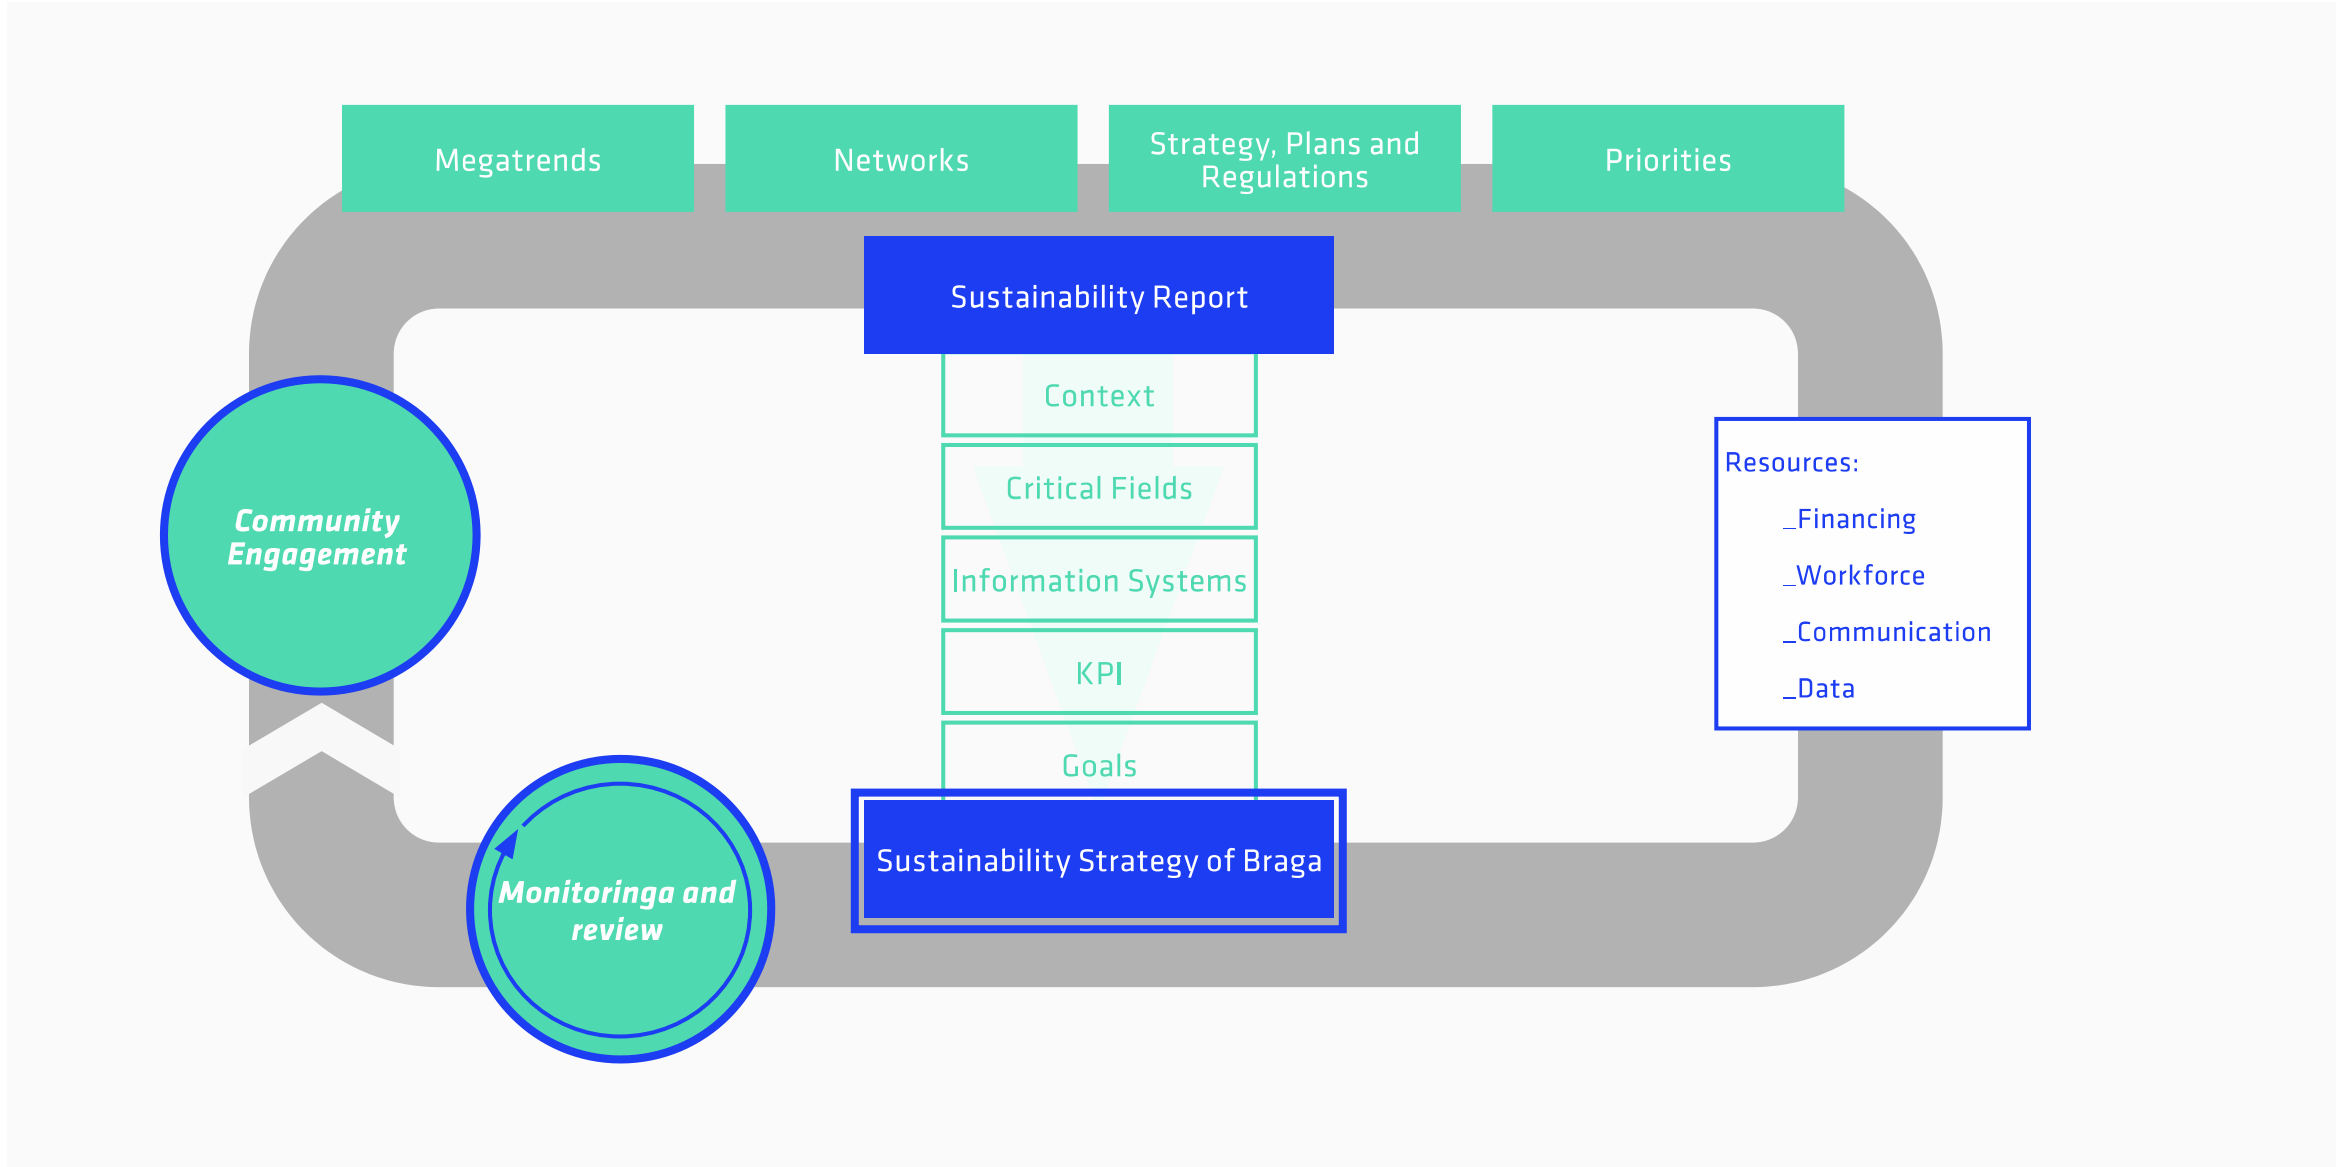 Megatrends
Networks
Strategy, Plans and
Regulations
Priorities
Sustainability Report
Context
Critical Fields
Information Systems
KPI
Goals
Sustainability Strategy of Braga
Community
Engagement
Monitoringa and
review
Resources:
_Financing
_Workforce
_Communication
_Data